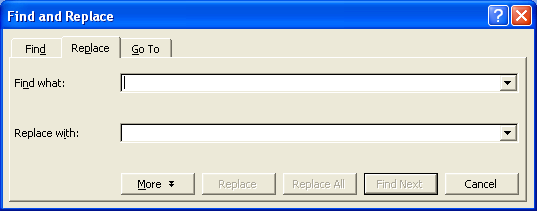 Find and Replace
Find Replace Go To
Find what:
Replace with:
More Replace Replace All Find Next Cancel